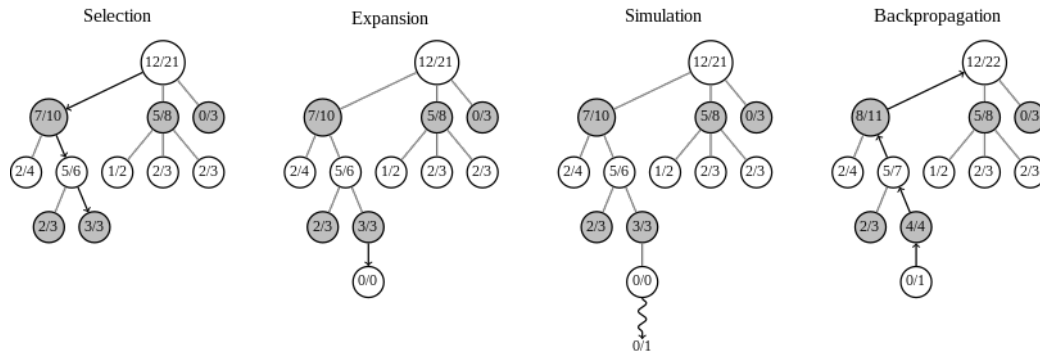 Selection
12/21
7/10 5/8 0/3
2/4 5/6 1/2 2/3 2/3
2/3 3/3
Expansion
12/21
7/10 5/8 0/3
2/4 5/6 1/2 2/3 2/3
2/3 3/3
0/0
Simulation
12/21
7/10 5/8 0/3
2/4 5/6 1/2 2/3 2/3
2/3 3/3
0/0
0/1
Backpropagation
12/22
8/11 5/8 0/3
2/4 5/7 1/2 2/3 2/3
2/3 4/4
0/1